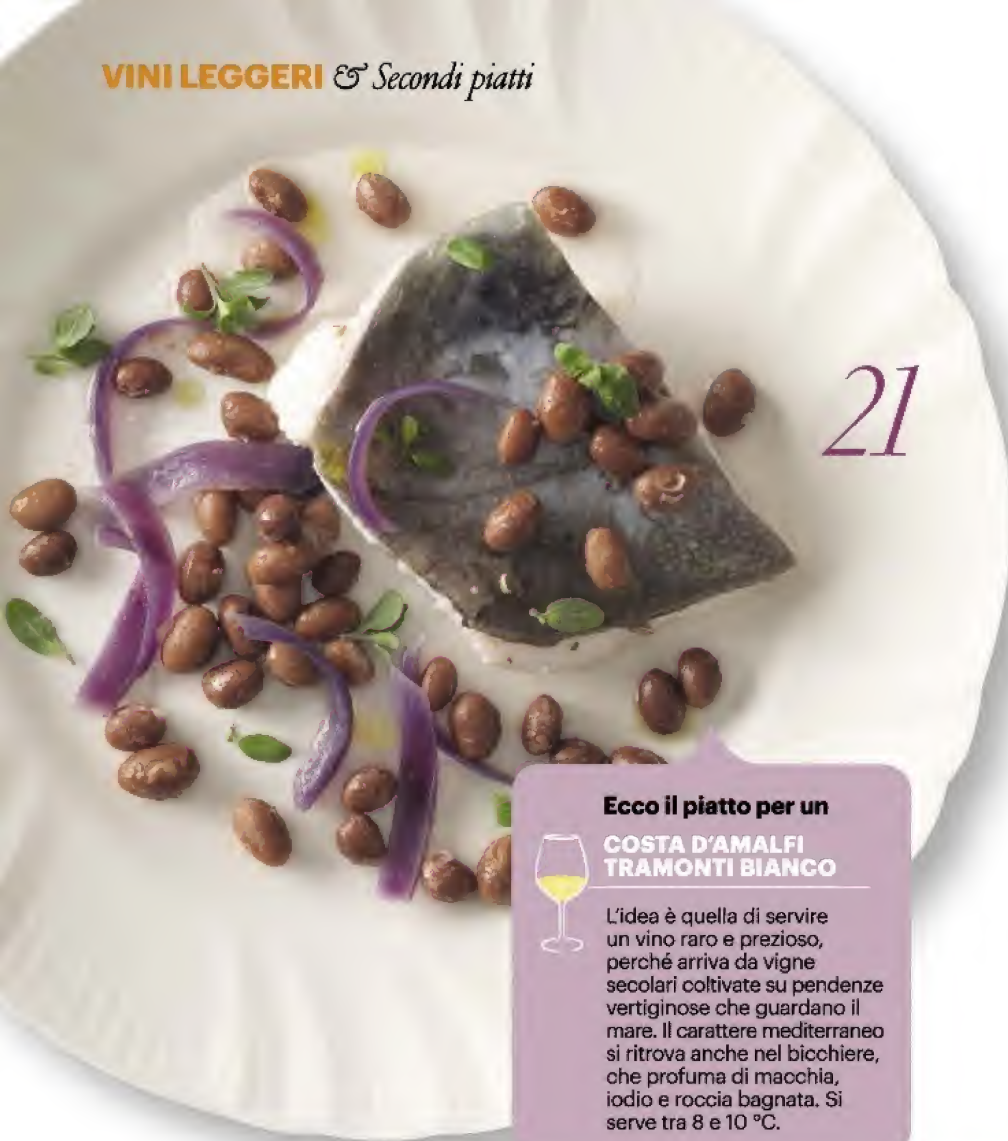 VINI LEGGERI & Secondi piatti
21
Ecco il piatto per un
COSTA D'AMALFI
TRAMONTI BIANCO
L'idea è quella di servire
un vino raro e prezioso,
perché arriva da vigne
secolari coltivate su pendenze
vertiginose che guardano il
mare. Il carattere mediterraneo
si ritrova anche nel bicchiere,
che profuma di macchia,
iodio e roccia bagnata. Si
serve tra 8 e 10 °C.